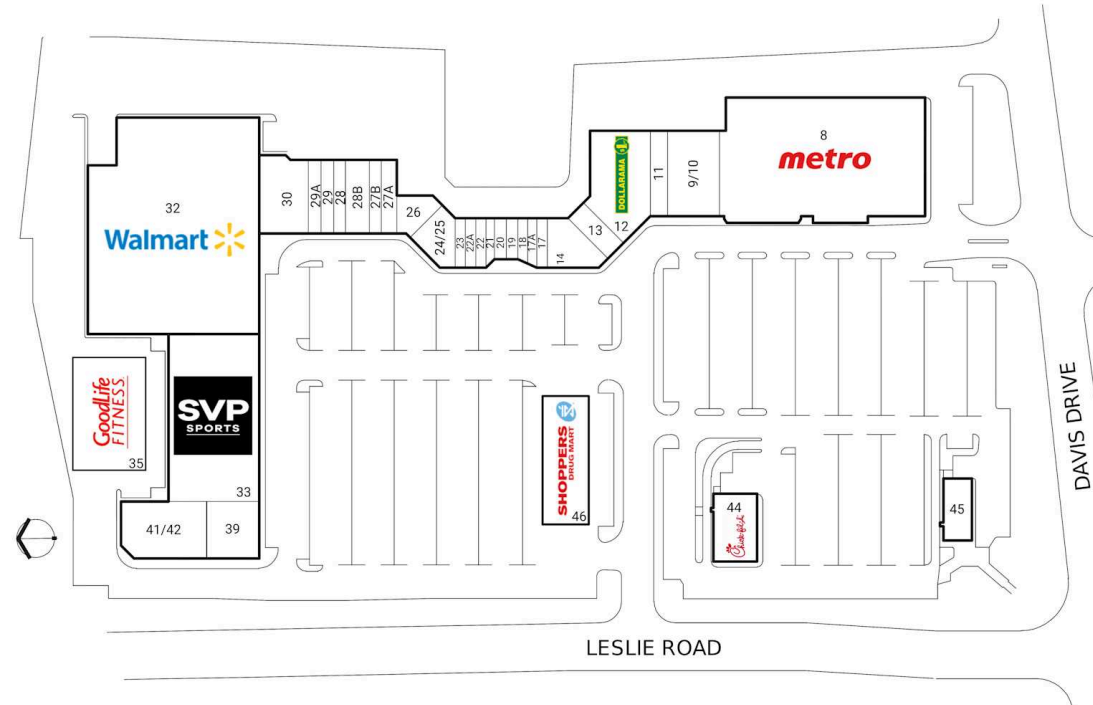 8
metro
DOLLARAMA
11
9/10
12
13
14
17
17A
18
19
20
21
22
22A
23
24/25
26
27A
27B
28B
28
29
29A
30
32
Walmart
GoodLife
FITNESS
35
SVP
SPORTS
33
41/42
39
SHOPPERS
DRUG MART
46
44
Chick-fil-A
45
DAVIS DRIVE
LESLIE ROAD